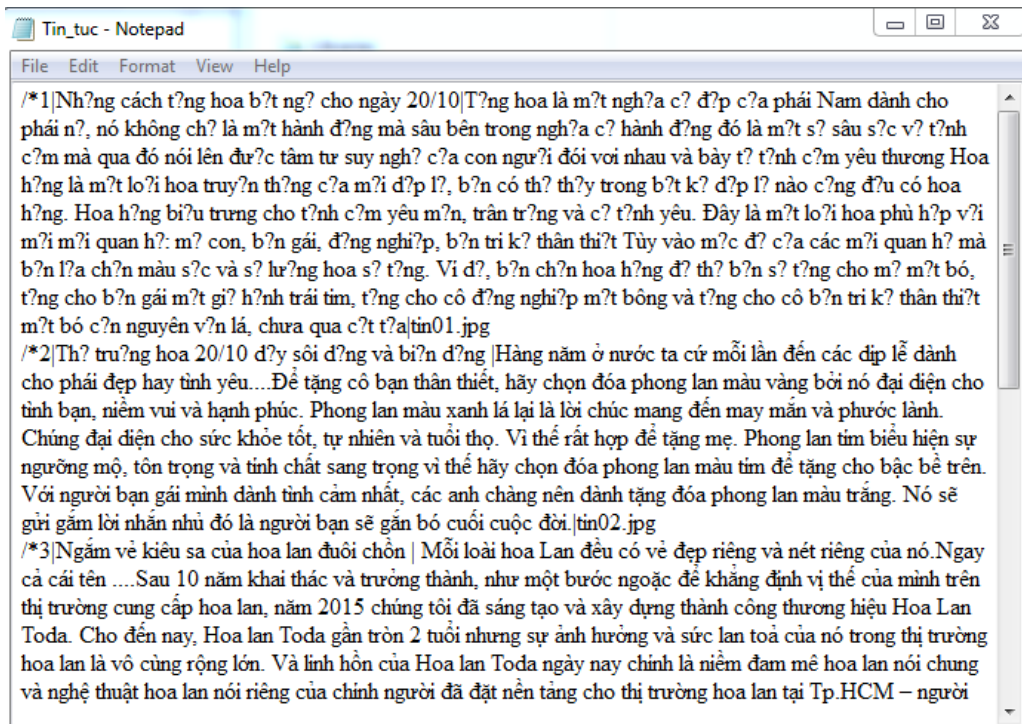 Tin_tuc - Notepad
File Edit Format View Help
/*1|Nh?ng cách t?ng hoa b?t ng? cho ngày 20/10|T?ng hoa là m?t ngh?a c? đ?p c?a phái Nam dành cho
phái n?, nó không ch? là m?t hành đ?ng mà sâu bên trong ngh?a c? hành đ?ng đó là m?t s? sâu s?c v? t?nh
c?m mà qua đó nói lên đư?c tâm tư suy ngh? c?a con ngư?i đói vơi nhau và bày t? t?nh c?m yêu thương Hoa
h?ng là m?t lo?i hoa truy?n th?ng c?a m?i d?p l?, b?n có th? th?y trong b?t k? d?p l? nào c?ng đ?u có hoa
h?ng. Hoa h?ng bi?u trưng cho t?nh c?m yêu m?n, trân tr?ng và c? t?nh yêu. Đây là m?t lo?i hoa phù h?p v?i
m?i m?i quan h?: m? con, b?n gái, đ?ng nghi?p, b?n tri k? thân thi?t Tùy vào m?c đ? c?a các m?i quan h? mà
b?n l?a ch?n màu s?c và s? lư?ng hoa s? t?ng. Ví d?, b?n ch?n hoa h?ng đ? th? b?n s? t?ng cho m? m?t bó,
t?ng cho b?n gái m?t gi? h?nh trái tim, t?ng cho cô đ?ng nghi?p m?t bông và t?ng cho cô b?n tri k? thân thi?t
m?t bó c?n nguyên v?n lá, chưa qua c?t t?a|tin01.jpg
/*2|Th? tru?ng hoa 20/10 d?y sôi d?ng và bi?n d?ng |Hàng năm ở nước ta cứ mỗi lần đến các dịp lễ dành
cho phái đẹp hay tình yêu....Để tặng cô bạn thân thiết, hãy chọn đóa phong lan màu vàng bởi nó đại diện cho
tình bạn, niềm vui và hạnh phúc. Phong lan màu xanh lá lại là lời chúc mang đến may mắn và phước lành.
Chúng đại diện cho sức khỏe tốt, tự nhiên và tuổi thọ. Vì thế rất hợp để tặng mẹ. Phong lan tím biểu hiện sự
ngưỡng mộ, tôn trọng và tính chất sang trọng vì thế hãy chọn đóa phong lan màu tím để tặng cho bậc bề trên.
Với người bạn gái mình dành tình cảm nhất, các anh chàng nên dành tặng đóa phong lan màu trắng. Nó sẽ
gửi gắm lời nhắn nhủ đó là người bạn sẽ gắn bó cuối cuộc đời.|tin02.jpg
/*3|Ngắm vẻ kiêu sa của hoa lan đuôi chồn | Mỗi loài hoa Lan đều có vẻ đẹp riêng và nét riêng của nó.Ngay
cả cái tên ....Sau 10 năm khai thác và trưởng thành, như một bước ngoặc để khẳng định vị thế của mình trên
thị trường cung cấp hoa lan, năm 2015 chúng tôi đã sáng tạo và xây dựng thành công thương hiệu Hoa Lan
Toda. Cho đến nay, Hoa lan Toda gần tròn 2 tuổi nhưng sự ảnh hưởng và sức lan toả của nó trong thị trường
hoa lan là vô cùng rộng lớn. Và linh hồn của Hoa lan Toda ngày nay chính là niềm đam mê hoa lan nói chung
và nghệ thuật hoa lan nói riêng của chính người đã đặt nền tảng cho thị trường hoa lan tại Tp.HCM – người